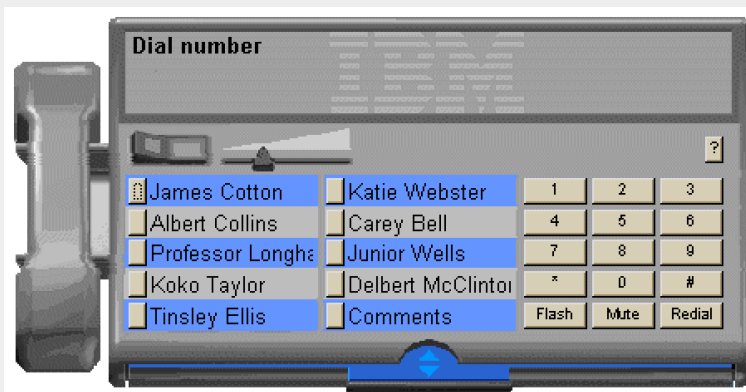 Dial number
IBM
?
James Cotton Katie Webster 1 2 3
Albert Collins Carey Bell 4 5 6
Professor Longha Junior Wells 7 8 9
Koko Taylor Delbert McClinto * 0 #
Tinsley Ellis Comments Flash Mute Redial